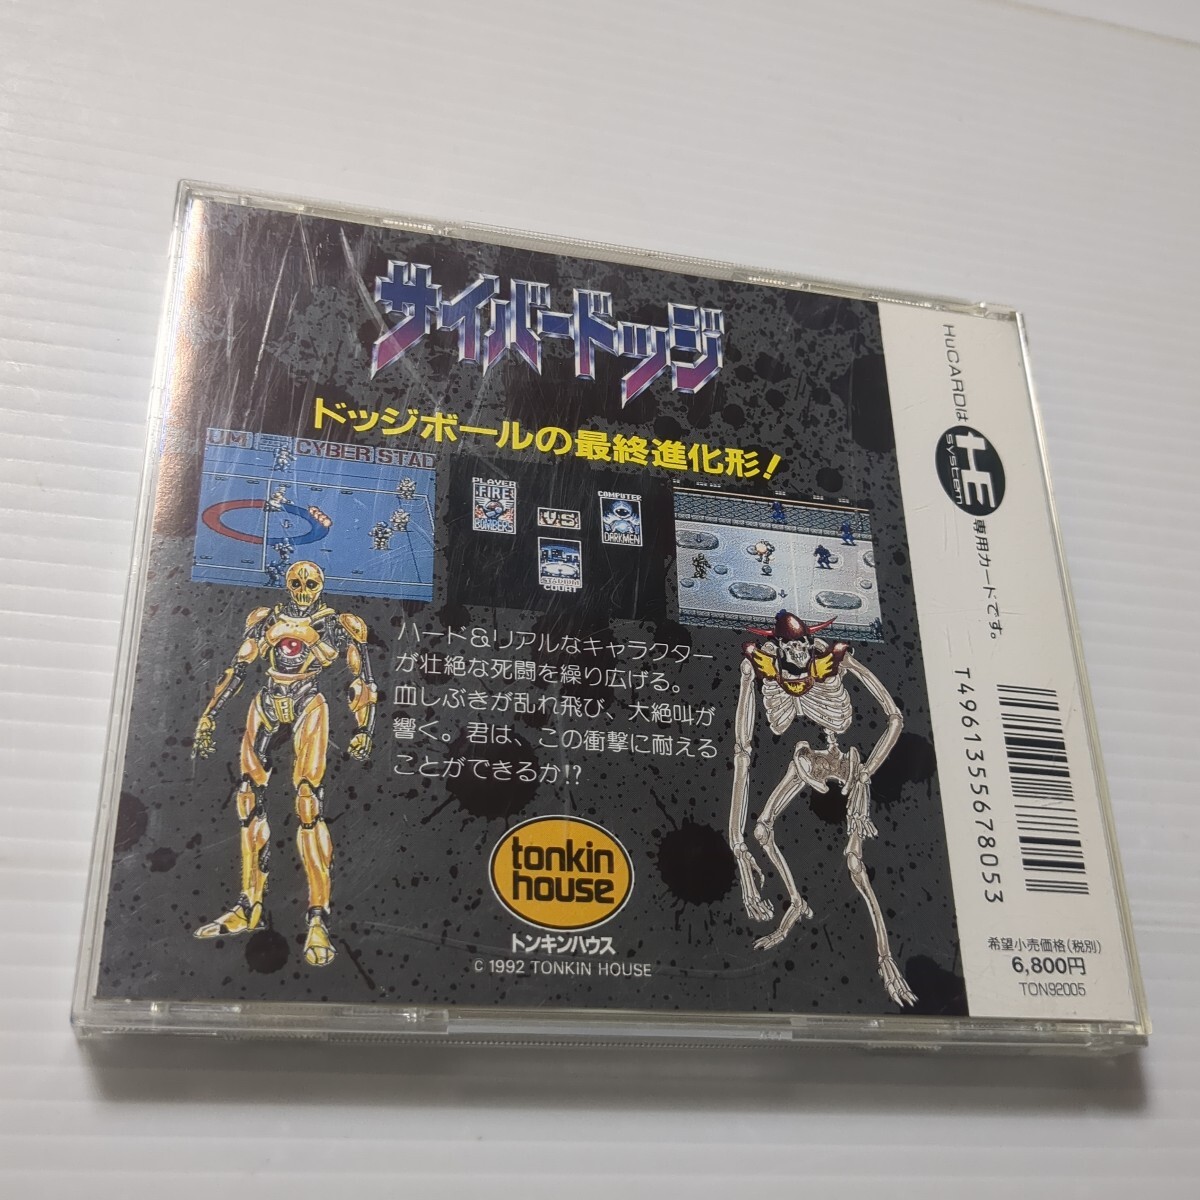 サイバードッジ
ドッジボールの最終進化形!
UM
CYBER STAD
PLAYER
FIRE
BOMBERS
VS
COMPUTER
DARKMEN
STADIUM
COURT
ハード&リアルなキャラクター
が壮絶な死闘を繰り広げる。
血しぶきが乱れ飛び、大絶叫が
響く。君は、この衝撃に耐える
ことができるか!?
tonkin
house
トンキンハウス
© 1992 TONKIN HOUSE
HuCARDは
HE
SYSTEM
専用カードです。
T4961355678053
希望小売価格(税別)
6,800円
TON92005